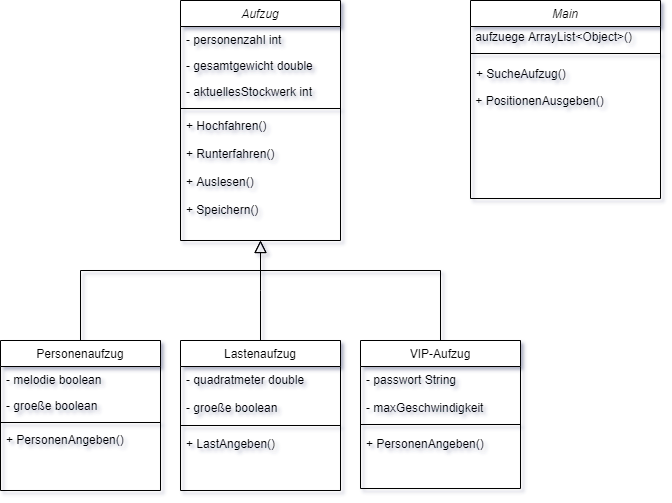 Aufzug
- personenzahl int
- gesamtgewicht double
- aktuellesStockwerk int
+ Hochfahren()
+ Runterfahren()
+ Auslesen()
+ Speichern()
Main
aufzuege ArrayList<Object>()
+ SucheAufzug()
+ PositionenAusgeben()
Personenaufzug
- melodie boolean
- groeße boolean
+ PersonenAngeben()
Lastenaufzug
- quadratmeter double
- groeße boolean
+ LastAngeben()
VIP-Aufzug
- passwort String
- maxGeschwindigkeit
+ PersonenAngeben()